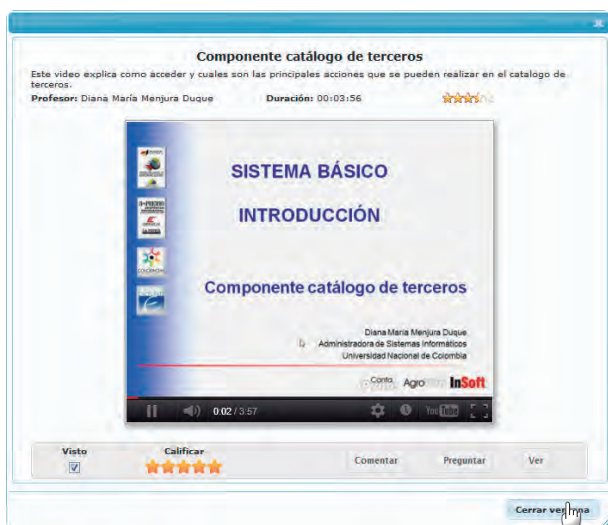 Componente catálogo de terceros
Este video explica como acceder y cuales son las principales acciones que se pueden realizar en el catalogo de
terceros.
Profesor: Diana María Menjura Duque Duración: 00:03:56
SISTEMA BÁSICO
INTRODUCCIÓN
Componente catálogo de terceros
Diana María Menjura Duque
Administradora de Sistemas Informáticos
Universidad Nacional de Colombia
Conta Agro InSoft
0:02 / 3:57 YouTube
Visto Calificar Comentar Preguntar Ver
Cerrar